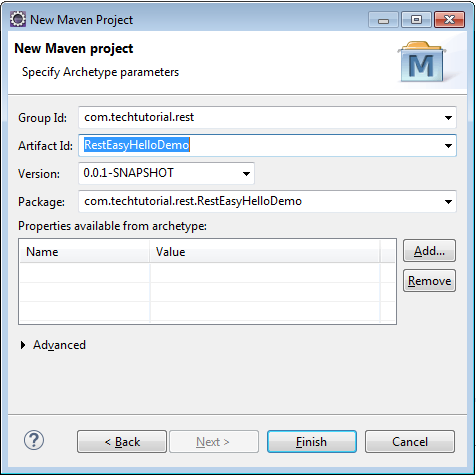 New Maven Project
New Maven project
Specify Archetype parameters
M
Group Id: com.techtutorial.rest
Artifact Id: RestEasyHelloDemo
Version: 0.0.1-SNAPSHOT
Package: com.techtutorial.rest.RestEasyHelloDemo
Properties available from archetype:
Name Value
Add...
Remove
Advanced
? < Back Next > Finish Cancel